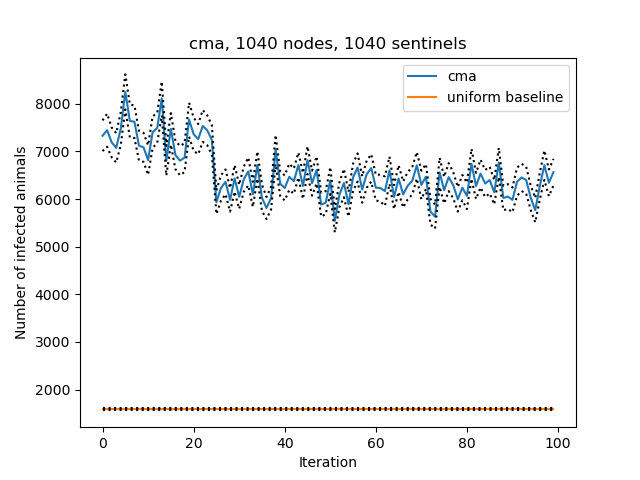 cma, 1040 nodes, 1040 sentinels
cma
uniform baseline
Number of infected animals
8000
7000
6000
5000
4000
3000
2000
0
20
40
60
80
100
Iteration